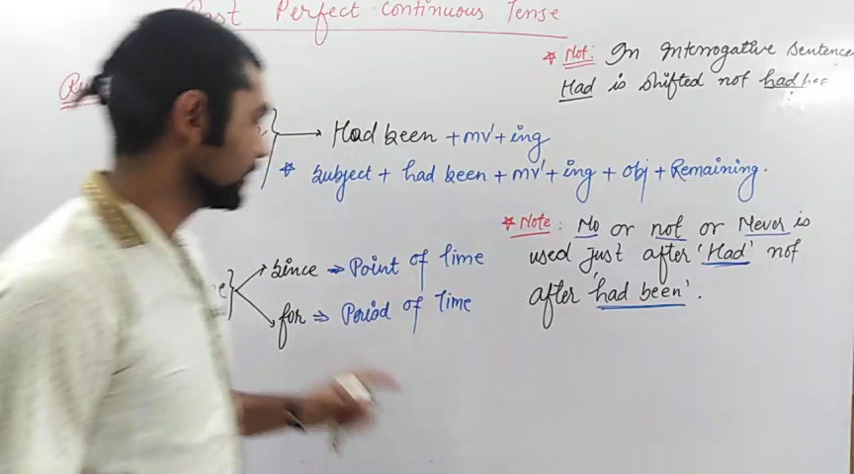 Past Perfect Continuous Tense
* Not: In Interrogative Sentence
Had is shifted not had
→ Had been + mv + ing
* Subject + had been + mv' + ing + obj + Remaining.
* Note: No or not or Never is
used just after 'Had' not
after 'had been'.
→ Since ⇒ Point of Time
→ for ⇒ Period of Time